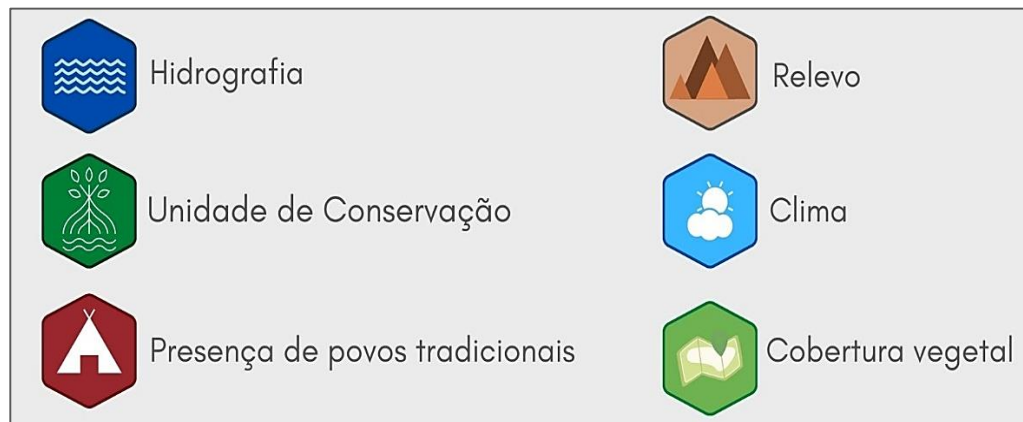 Hidrografia
Relevo
Unidade de Conservação
Clima
Presença de povos tradicionais
Cobertura vegetal